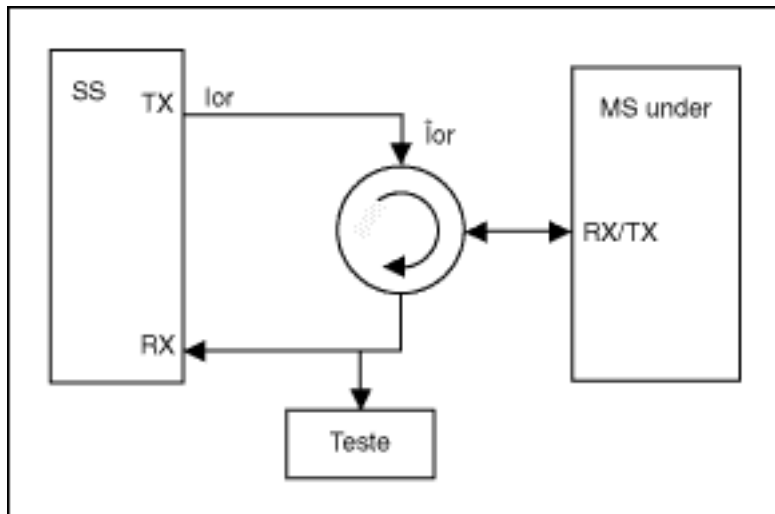 SS
TX
Ior
Îor
MS under
RX/TX
RX
Teste